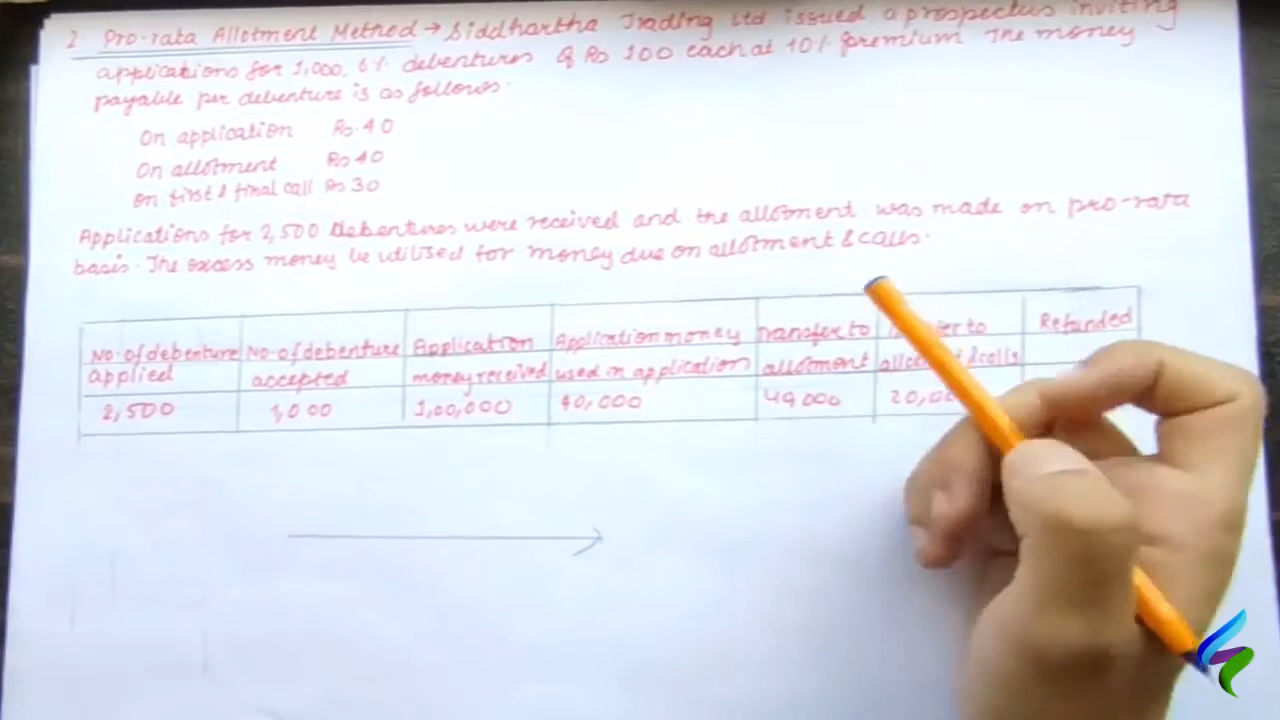 2. Pro-rata Allotment Method → Siddhartha Trading Ltd issued a prospectus inviting
applications for 1,000, 6% debentures of Rs 100 each at 10% premium The money
payable per debenture is as follows.
On application Rs. 40
On allotment Rs 40
On first & final call Rs 30
Applications for 2,500 Debentures were received and the allotment was made on pro-rata
basis. The excess money be utilised for money due on allotment & calls.
No. of debenture applied
No. of debenture accepted
Application money received
Application money used in application
Transfer to allotment
to & calls
Refunded
2,500 1,000 1,00,000 40,000 40,000